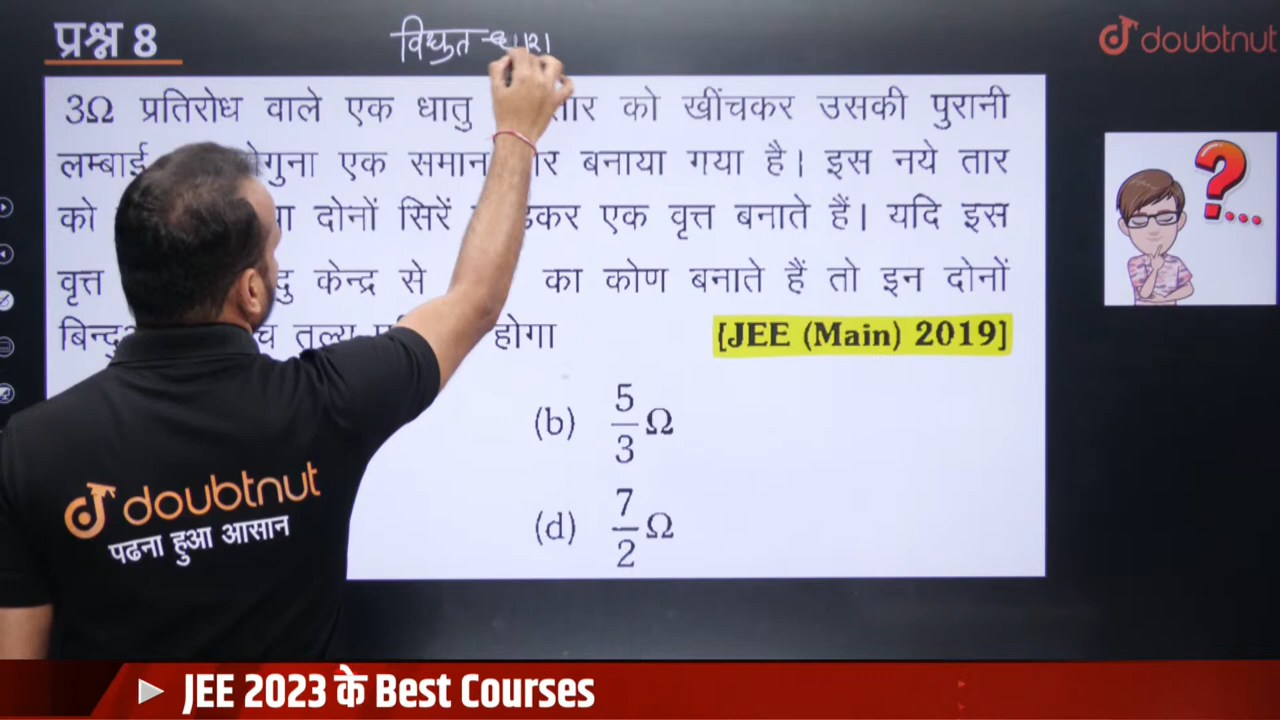 प्रश्न 8
विद्युत धारा
doubtnut
3Ω प्रतिरोध वाले एक धातु तार को खींचकर उसकी पुरानी
लम्बाई एक समान बनाया गया है। इस नये तार
को दोनों सिरें एक वृत्त बनाते हैं। यदि इस
वृत्त केन्द्र से का कोण बनाते हैं तो इन दोनों
तुल्य होगा [JEE (Main) 2019]
(b) 5/3 Ω
(d) 7/2 Ω
?...
doubtnut
पढना हुआ आसान
JEE 2023 के Best Courses